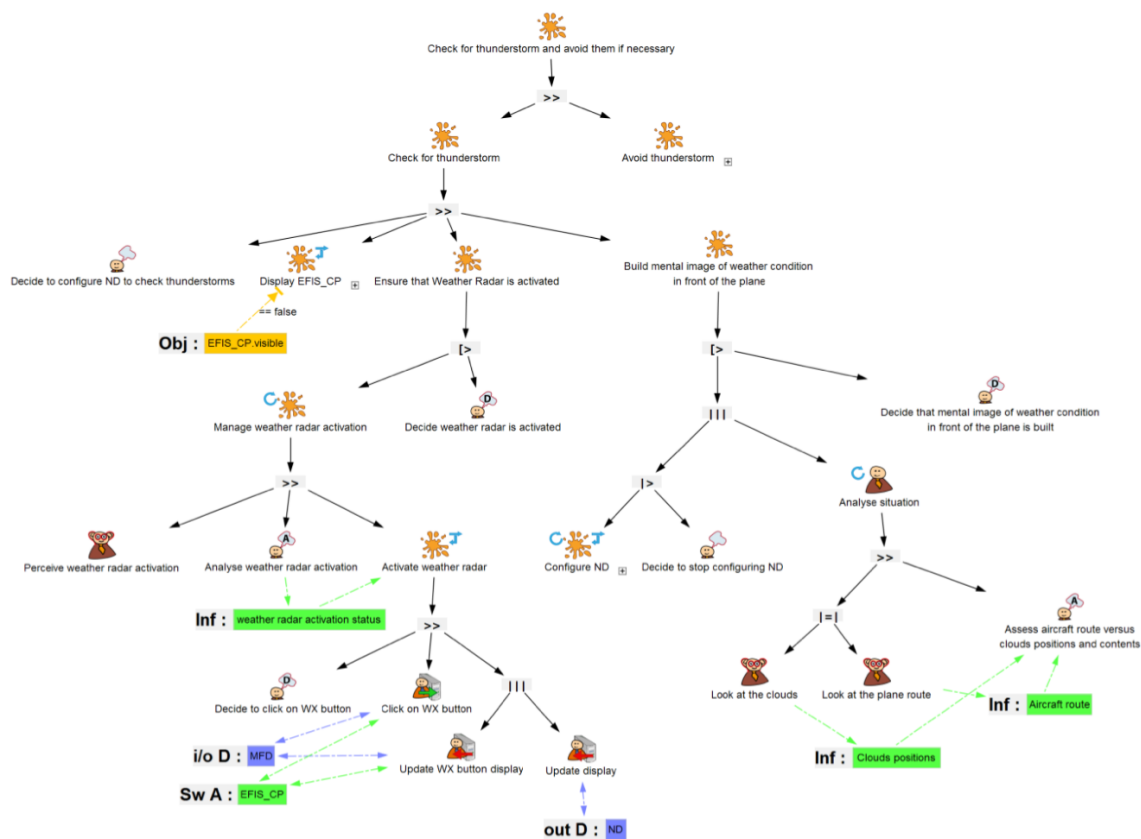 Check for thunderstorm and avoid them if necessary
>>
Check for thunderstorm
Avoid thunderstorm
>>
Decide to configure ND to check thunderstorms
Display EFIS_CP
Ensure that Weather Radar is activated
Build mental image of weather condition
in front of the plane
== false
Obj : EFIS_CP.visible
[>
[>
Manage weather radar activation
D
Decide weather radar is activated
|||
D
Decide that mental image of weather condition
in front of the plane is built
>>
|>
Analyse situation
Perceive weather radar activation
A
Analyse weather radar activation
Activate weather radar
Configure ND
Decide to stop configuring ND
>>
Inf : weather radar activation status
>>
|=|
A
Assess aircraft route versus
clouds positions and contents
D
Decide to click on WX button
Click on WX button
|||
Look at the clouds
Look at the plane route
Inf : Aircraft route
i/o D : MFD
Update WX button display
Update display
Inf : Clouds positions
Sw A : EFIS_CP
out D : ND